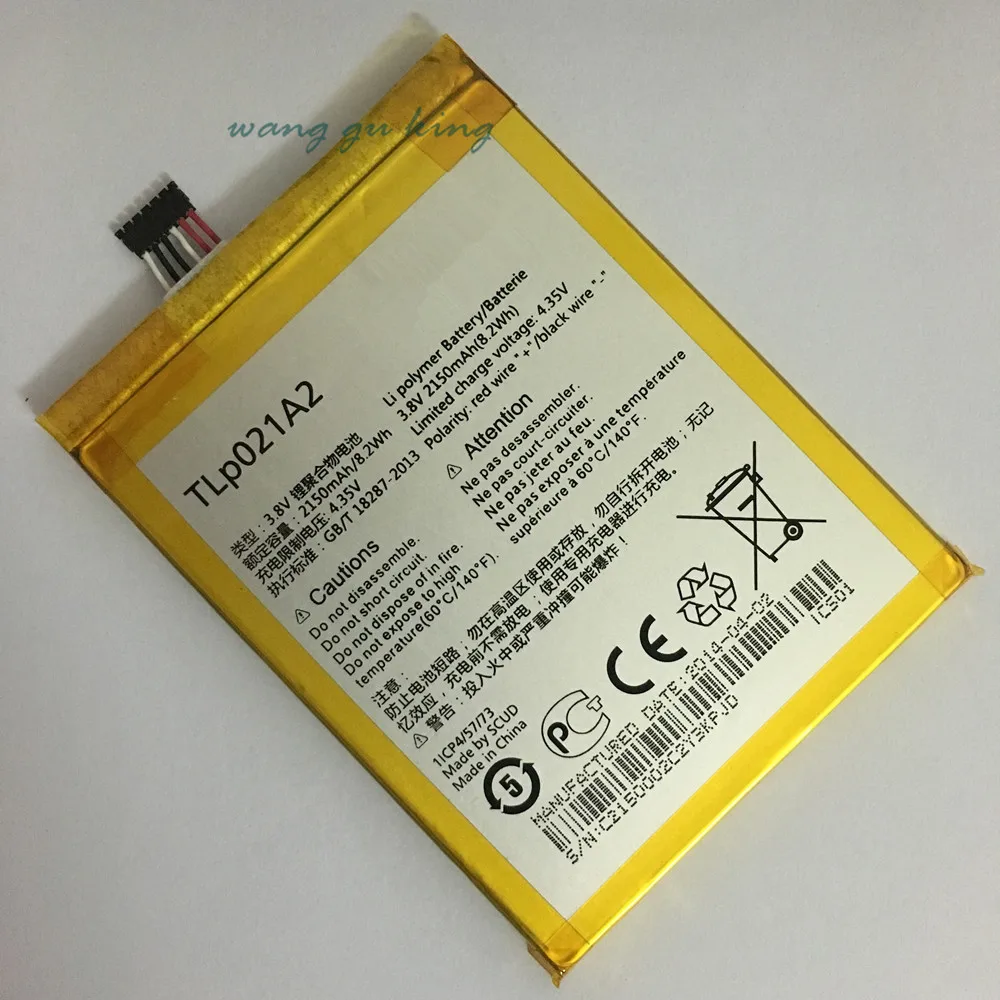 wang gu king
TLp021A2
类型: 3.8V 锂聚合物电池
额定容量: 2150mAh/8.2Wh
充电限制电压: 4.35V
执行标准: GB/T 18287-2013
Li polymer Battery/Batterie
3.8V 2150mAh(8.2Wh)
Limited charge voltage: 4.35V
Polarity: red wire "+"/black wire "-"
Cautions
Do not disassemble.
Do not short circuit.
Do not dispose of in fire.
Do not expose to high
temperature(60°C/140°F).
Attention
Ne pas desassembler.
Ne pas court-circuiter.
Ne pas jeter au feu.
Ne pas exposer à une température
supérieure à 60°C/140°F.
注意:
防止电池短路: 勿在高温区使用或存放, 勿自行拆开电池: 无记
忆效应, 充电前不需放电; 使用专用充电器进行充电。
警告: 投入火中或严重冲撞可能爆炸!
1ICP4/57/73
Made by SCUD
Made in China
5
CE
MANUFACTURED DATE:2014-04-02
ICS01
S/N:C2150002C2Y3KPJD